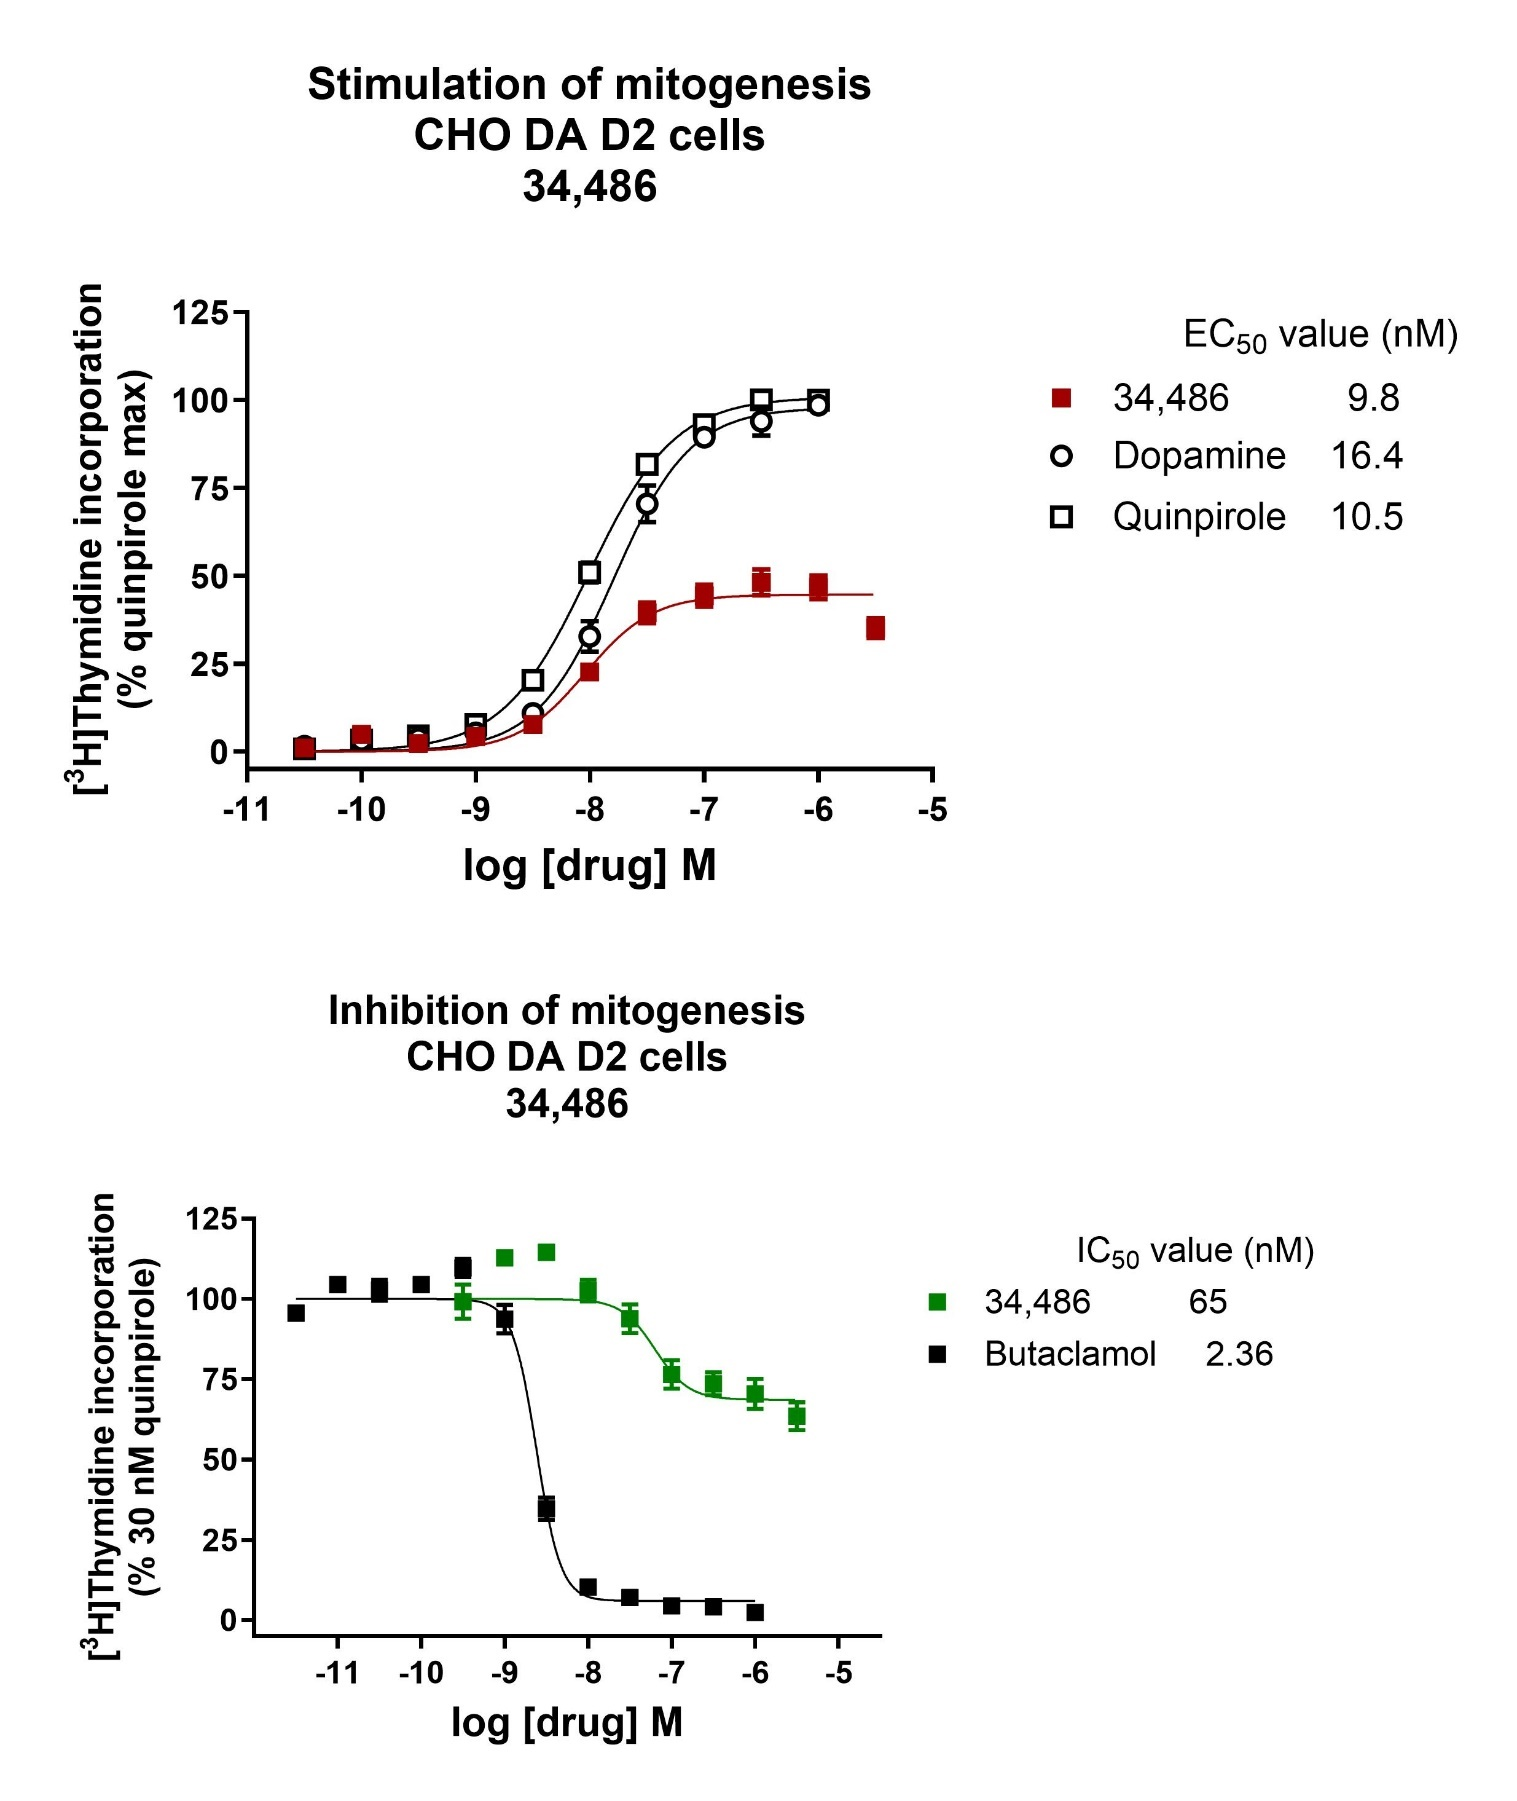 Stimulation of mitogenesis
CHO DA D2 cells
34,486
[³H]Thymidine incorporation
(% quinpirole max)
125
100
75
50
25
0
-11 -10 -9 -8 -7 -6 -5
log [drug] M
EC₅₀ value (nM)
34,486 9.8
Dopamine 16.4
Quinpirole 10.5
Inhibition of mitogenesis
CHO DA D2 cells
34,486
[³H]Thymidine incorporation
(% 30 nM quinpirole)
125
100
75
50
25
0
-11 -10 -9 -8 -7 -6 -5
log [drug] M
IC₅₀ value (nM)
34,486 65
Butaclamol 2.36